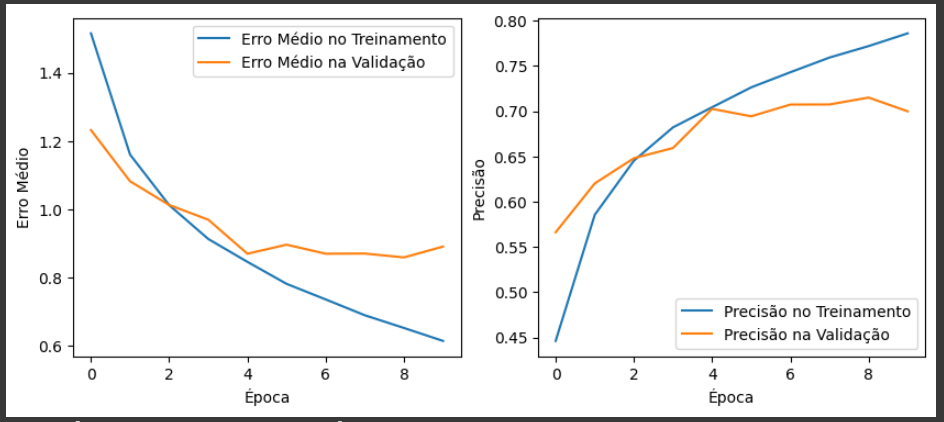 Erro Médio no Treinamento
Erro Médio na Validação
1.4
1.2
1.0
0.8
0.6
Erro Médio
0 2 4 6 8
Época
0.80
0.75
0.70
0.65
0.60
0.55
0.50
0.45
Precisão
Precisão no Treinamento
Precisão na Validação
0 2 4 6 8
Época